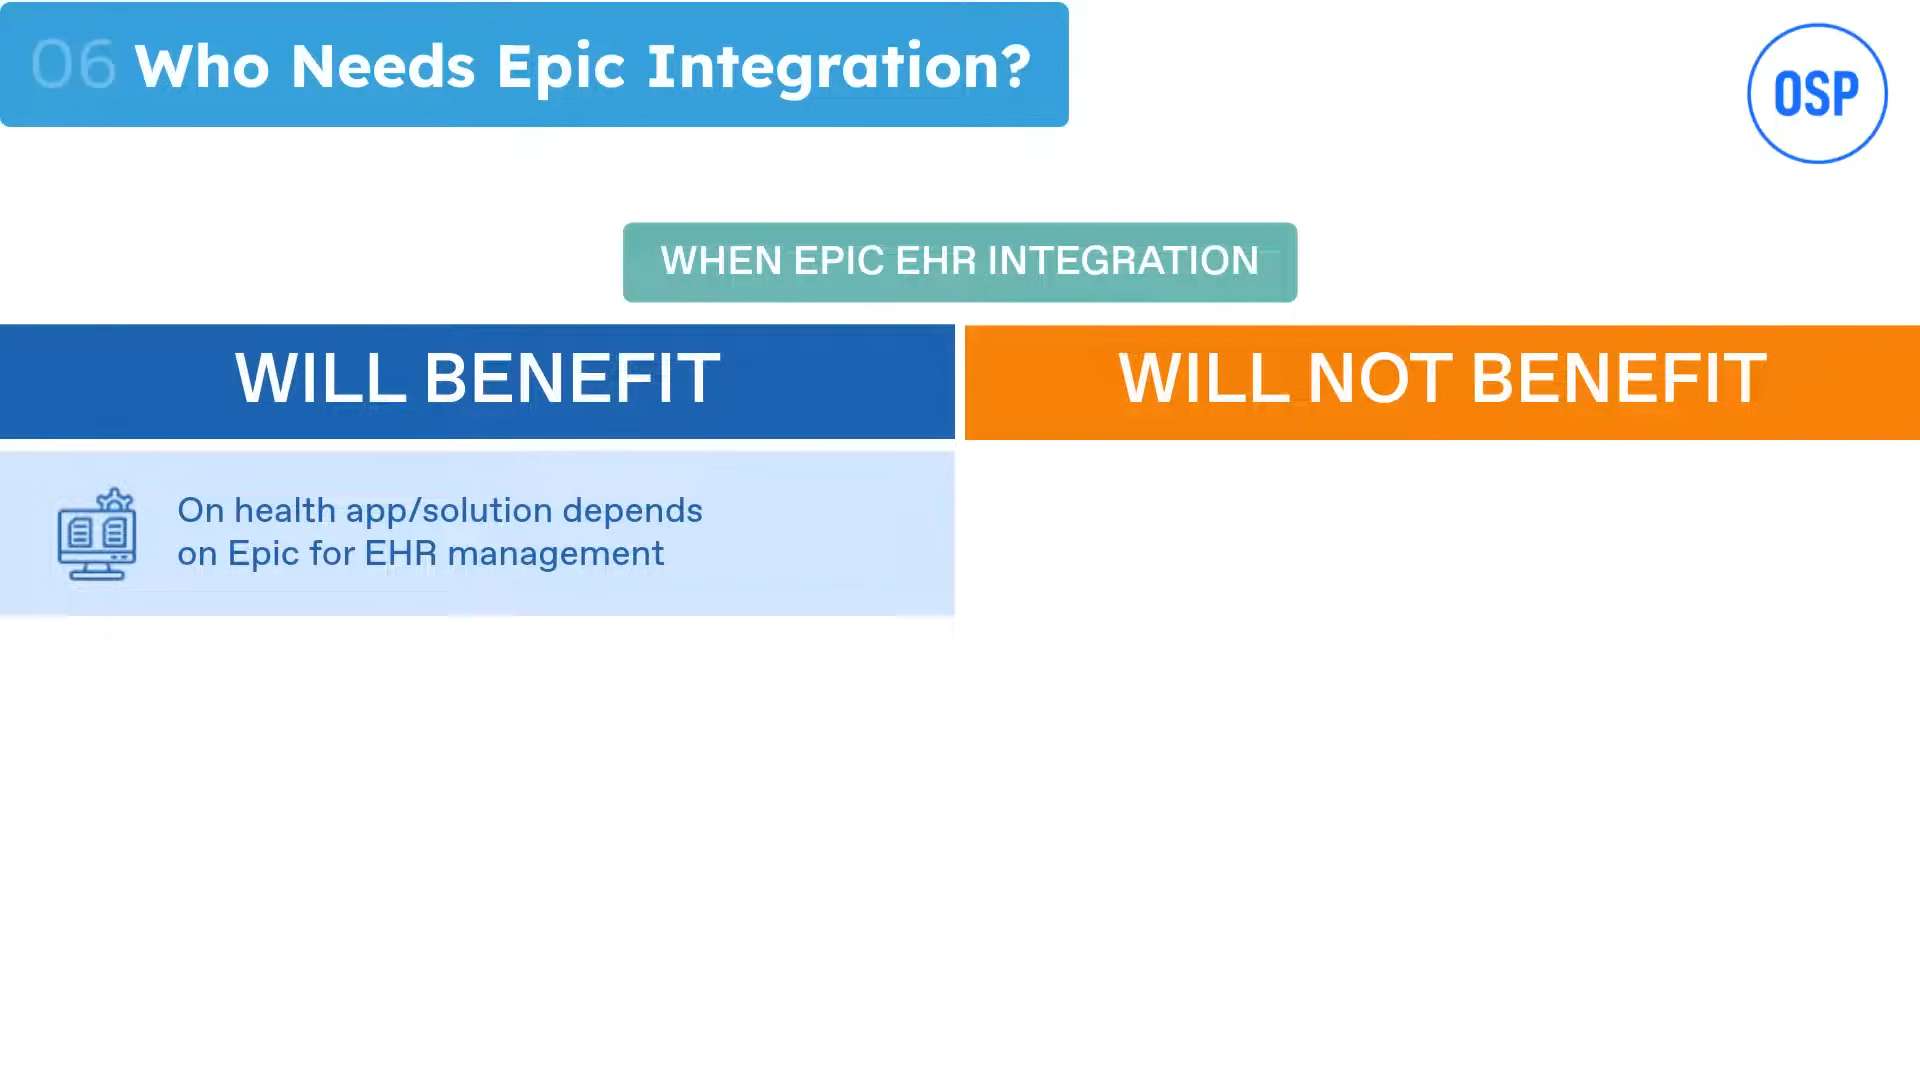 06 Who Needs Epic Integration?
OSP
WHEN EPIC EHR INTEGRATION
WILL BENEFIT
WILL NOT BENEFIT
On health app/solution depends
on Epic for EHR management